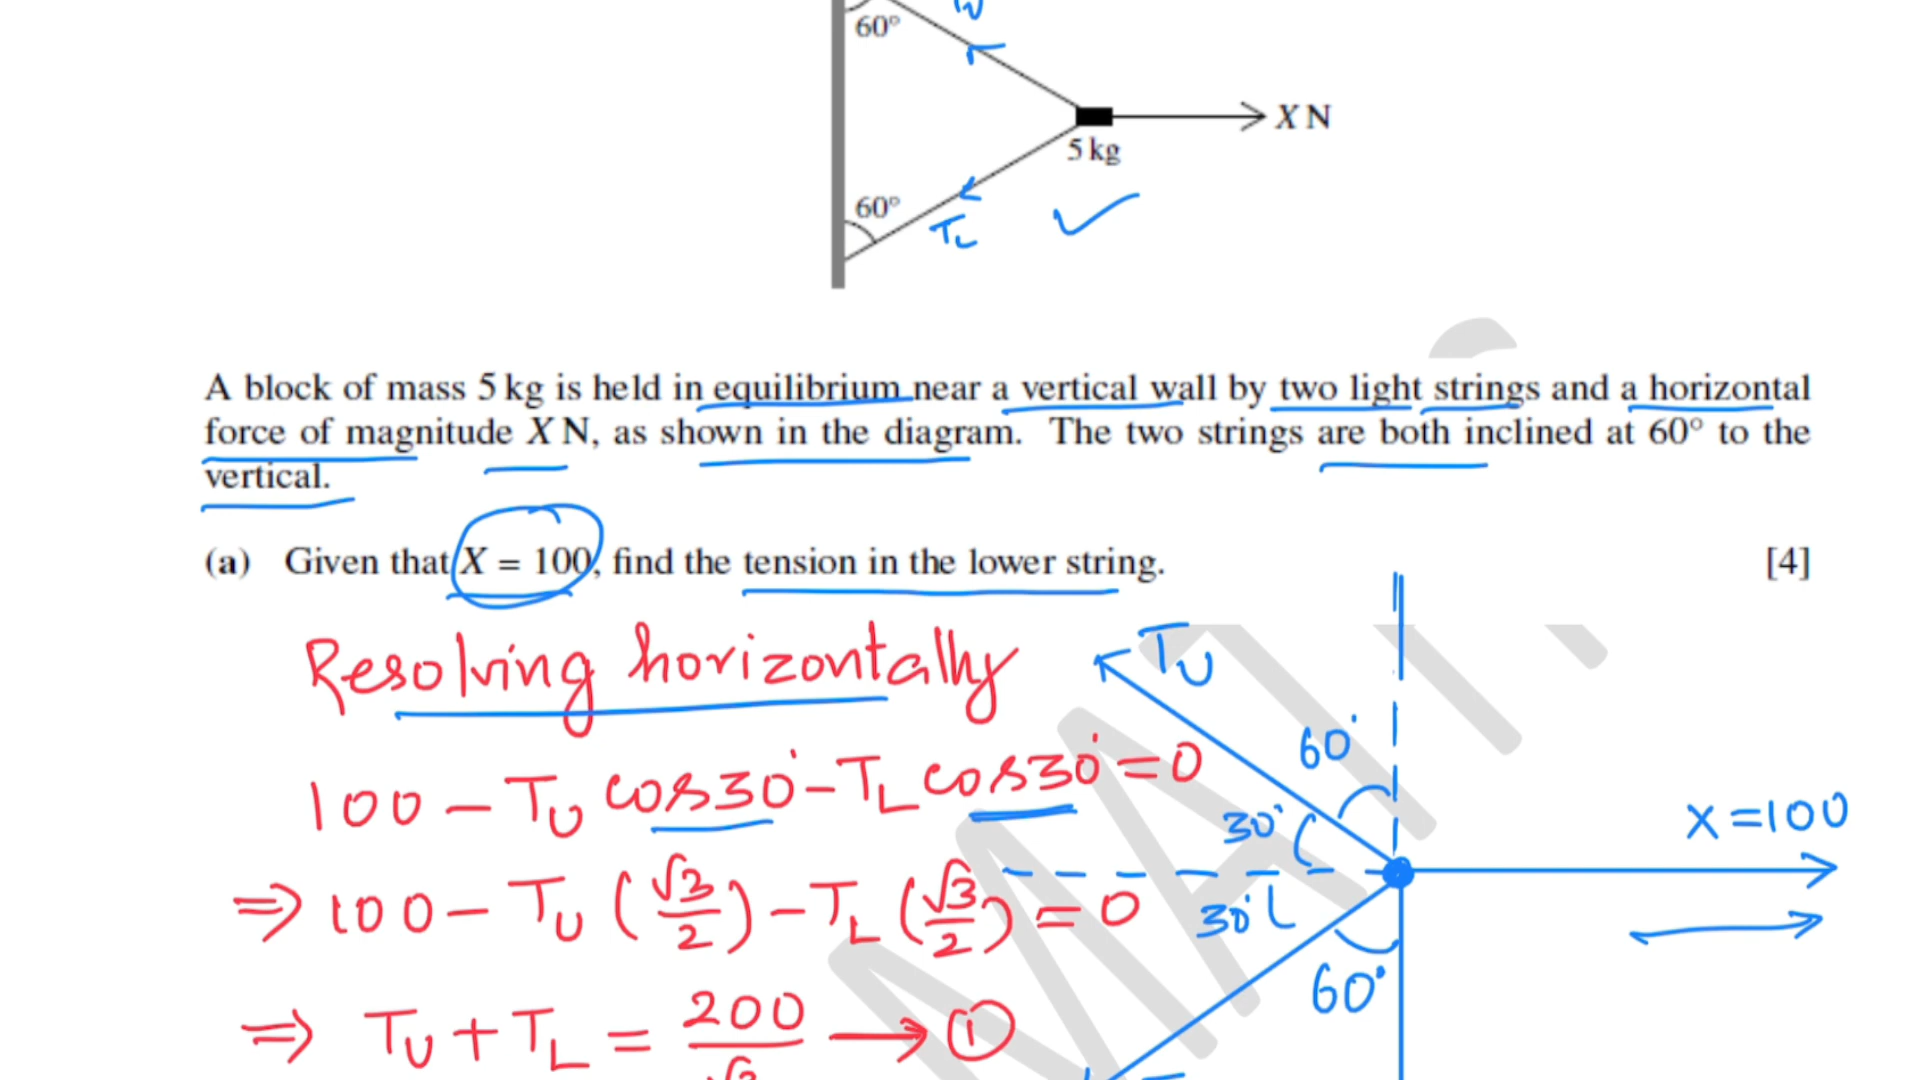 60°
X N
5 kg
60°
T_L
A block of mass 5 kg is held in equilibrium near a vertical wall by two light strings and a horizontal
force of magnitude X N, as shown in the diagram. The two strings are both inclined at 60° to the
vertical.
(a) Given that X = 100, find the tension in the lower string. [4]
Resolving horizontally
T_U
100 - T_U cos30° - T_L cos30° = 0
60°
30°
X=100
⇒ 100 - T_U (√3/2) - T_L (√3/2) = 0
30°
60°
⇒ T_U + T_L = 200 → ①